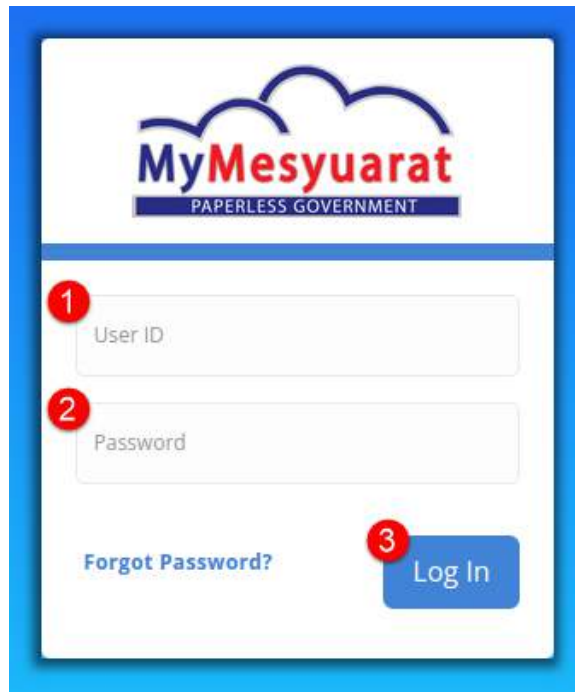 MyMesyuarat
PAPERLESS GOVERNMENT
1
User ID
2
Password
Forgot Password?
3
Log In